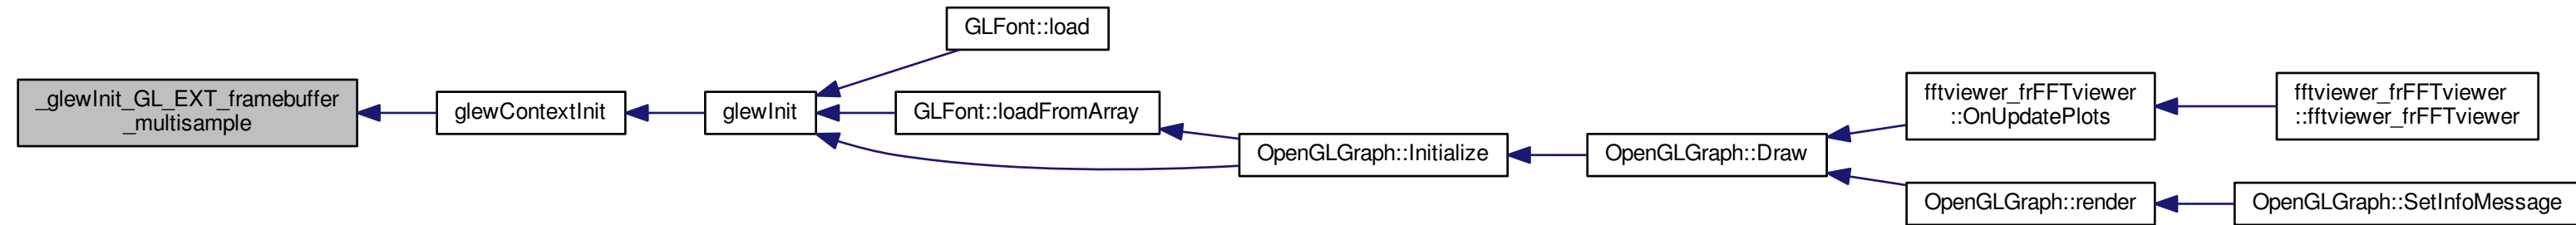 _glewInit_GL_EXT_framebuffer
_multisample
glewContextInit
glewInit
GLFont::load
GLFont::loadFromArray
OpenGLGraph::Initialize
OpenGLGraph::Draw
fftviewer_frFFTviewer
::OnUpdatePlots
fftviewer_frFFTviewer
::fftviewer_frFFTviewer
OpenGLGraph::render
OpenGLGraph::SetInfoMessage